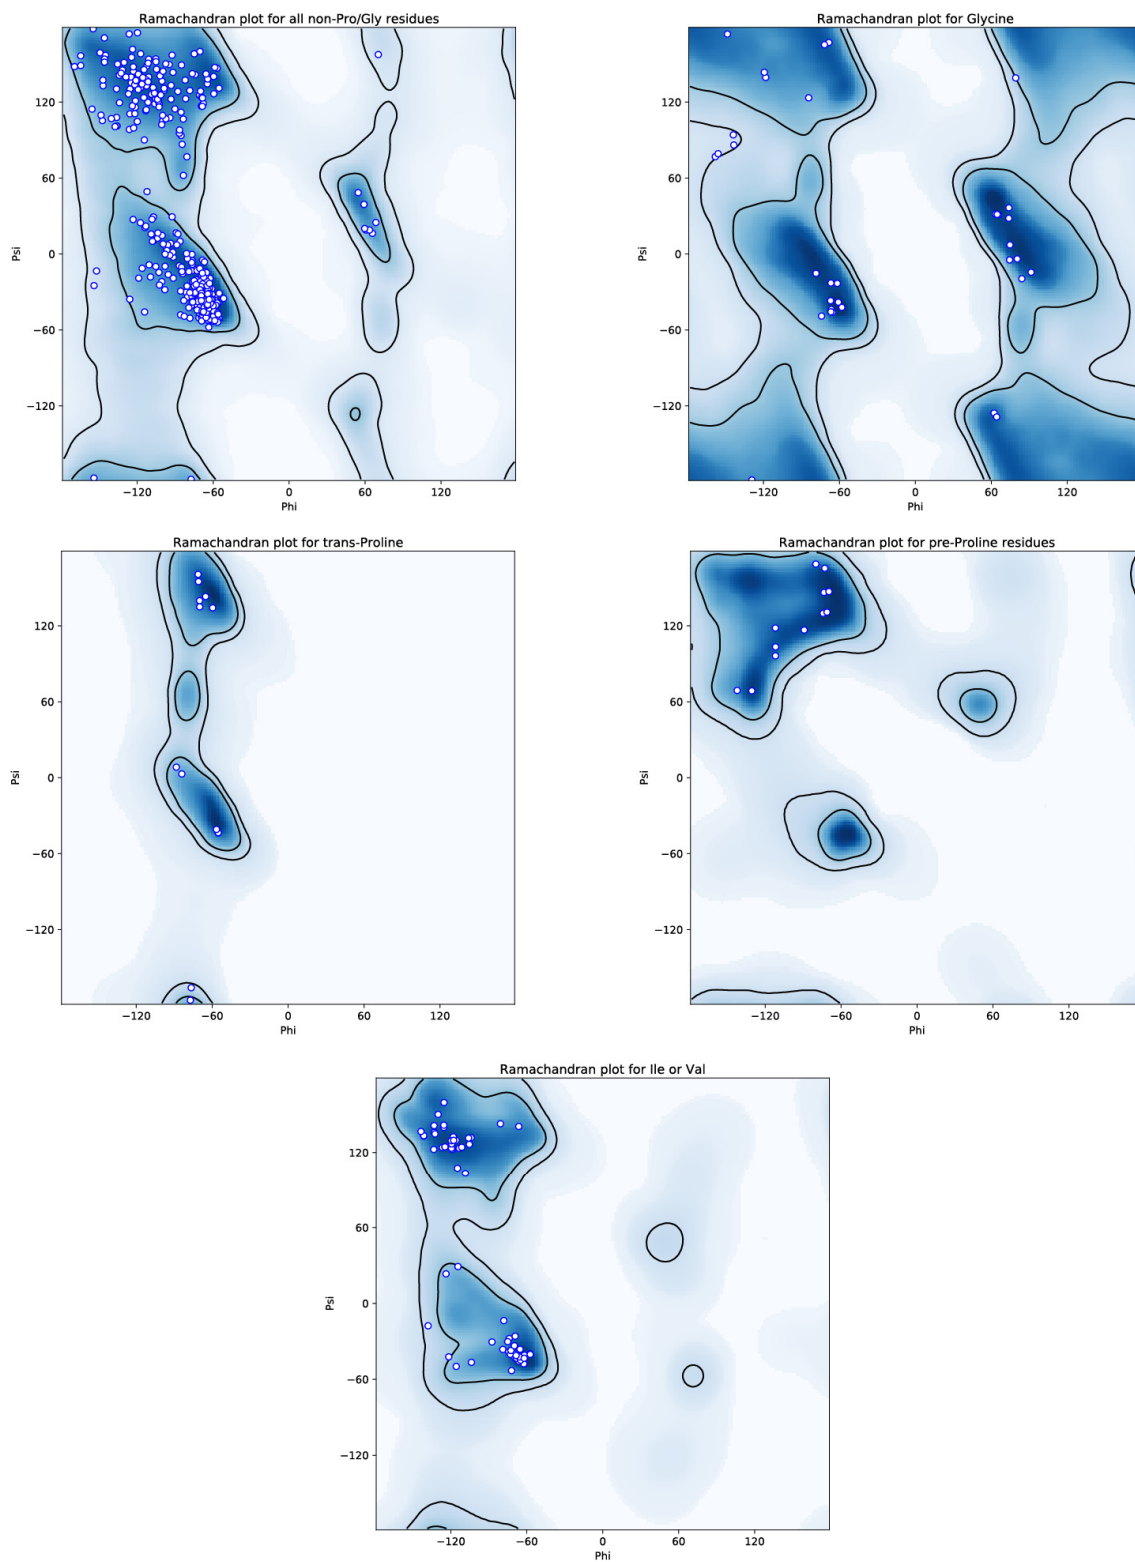 Ramachandran plot for all non-Pro/Gly residues
120
60
0
−60
−120
Psi
−120 −60 0 60 120
Phi
Ramachandran plot for Glycine
120
60
0
−60
−120
Psi
−120 −60 0 60 120
Phi
Ramachandran plot for trans-Proline
120
60
0
−60
−120
Psi
−120 −60 0 60 120
Phi
Ramachandran plot for pre-Proline residues
120
60
0
−60
−120
Psi
−120 −60 0 60 120
Phi
Ramachandran plot for Ile or Val
120
60
0
−60
−120
Psi
−120 −60 0 60 120
Phi